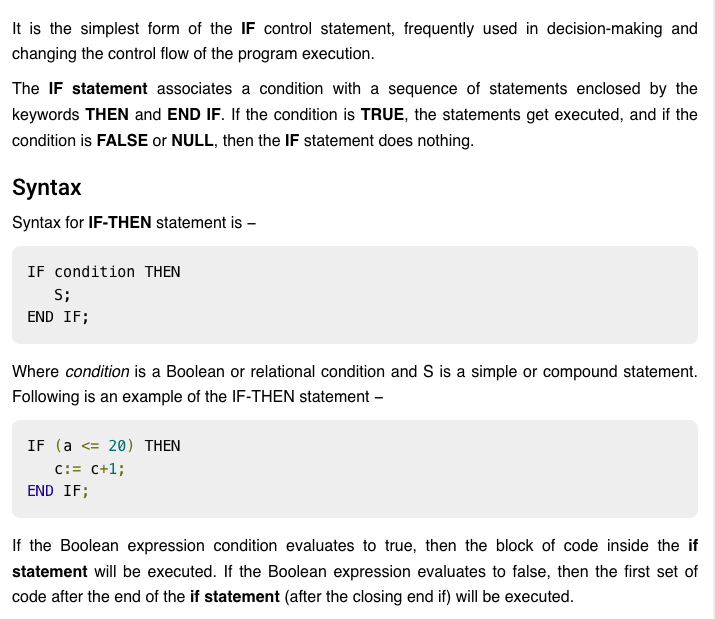 It is the simplest form of the IF control statement, frequently used in decision-making and
changing the control flow of the program execution.
The IF statement associates a condition with a sequence of statements enclosed by the
keywords THEN and END IF. If the condition is TRUE, the statements get executed, and if the
condition is FALSE or NULL, then the IF statement does nothing.
Syntax
Syntax for IF-THEN statement is –
IF condition THEN
   S;
END IF;
Where condition is a Boolean or relational condition and S is a simple or compound statement.
Following is an example of the IF-THEN statement –
IF (a <= 20) THEN
   c:= c+1;
END IF;
If the Boolean expression condition evaluates to true, then the block of code inside the if
statement will be executed. If the Boolean expression evaluates to false, then the first set of
code after the end of the if statement (after the closing end if) will be executed.